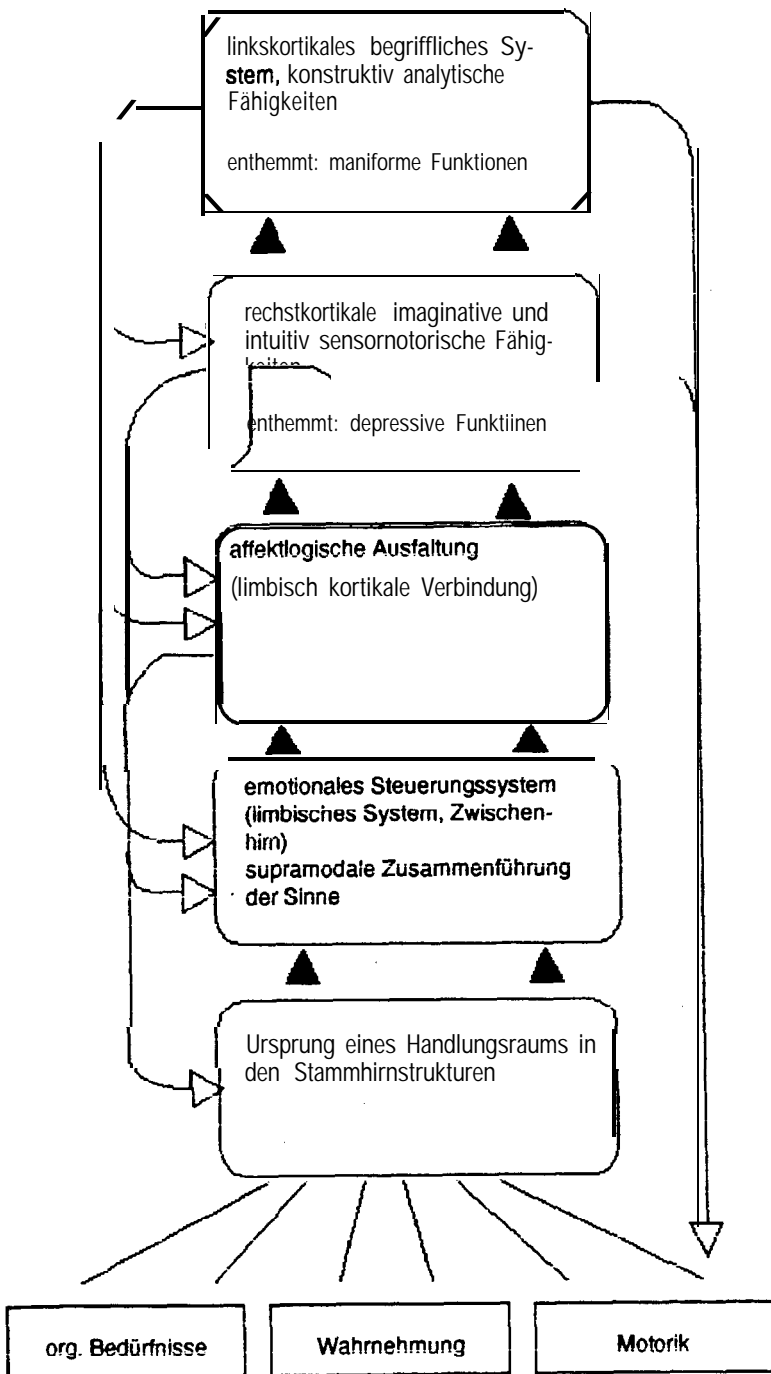 linkskortikales begriffliches Sy-
stem, konstruktiv analytische
Fähigkeiten
enthemmt: maniforme Funktionen
rechstkortikale imaginative und
intuitiv sensornotorische Fähig-
keiten
enthemmt: depressive Funktiinen
affektlogische Ausfaltung
(limbisch kortikale Verbindung)
emotionales Steuerungssystem
(limbisches System, Zwischen-
hirn)
supramodale Zusammenführung
der Sinne
Ursprung eines Handlungsraums in
den Stammhirnstrukturen
org. Bedürfnisse
Wahrnehmung
Motorik